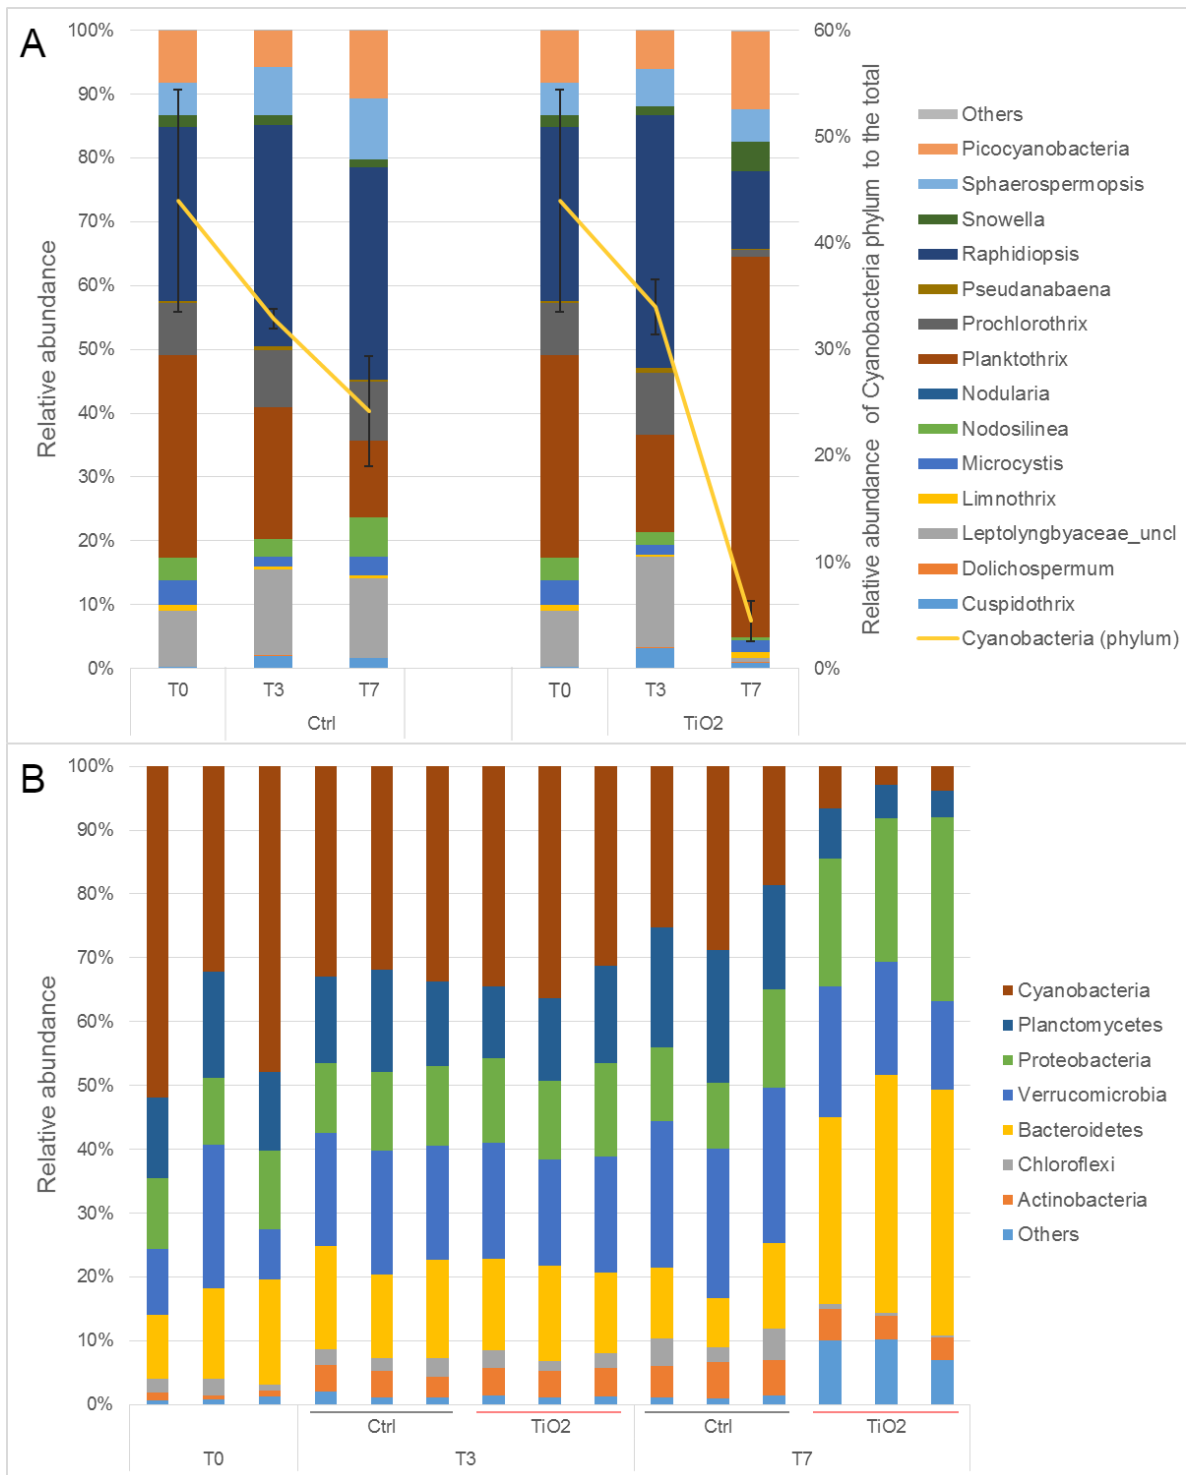 A
100%
90%
80%
70%
60%
50%
40%
30%
20%
10%
0%
Relative abundance
60%
50%
40%
30%
20%
10%
0%
Relative abundance of Cyanobacteria phylum to the total
T0
T3
T7
T0
T3
T7
Ctrl
TiO2
Others
Picocyanobacteria
Sphaerospermopsis
Snowella
Raphidiopsis
Pseudanabaena
Prochlorothrix
Planktothrix
Nodularia
Nodosilinea
Microcystis
Limnothrix
Leptolyngbyaceae_uncl
Dolichospermum
Cuspidothrix
Cyanobacteria (phylum)
B
100%
90%
80%
70%
60%
50%
40%
30%
20%
10%
0%
Relative abundance
Ctrl
TiO2
Ctrl
TiO2
T0
T3
T7
Cyanobacteria
Planctomycetes
Proteobacteria
Verrucomicrobia
Bacteroidetes
Chloroflexi
Actinobacteria
Others